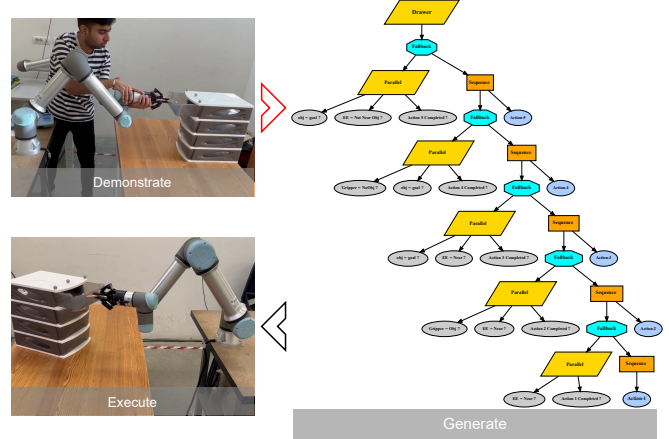 Drawer
Fallback
Parallel
Sequence
obj = goal ?
EE = Not Near Obj ?
Action 5 Completed ?
Fallback
Action-5
Parallel
Sequence
Gripper = NoObj ?
obj = goal ?
Action 4 Completed ?
Fallback
Action-4
Parallel
Sequence
obj = goal ?
EE = Near ?
Action 3 Completed ?
Fallback
Action-3
Parallel
Sequence
Gripper = Obj ?
EE = Near ?
Action 2 Completed ?
Fallback
Action-2
Parallel
Sequence
EE = Near ?
Action 1 Completed ?
Action-1
Demonstrate
Execute
Generate